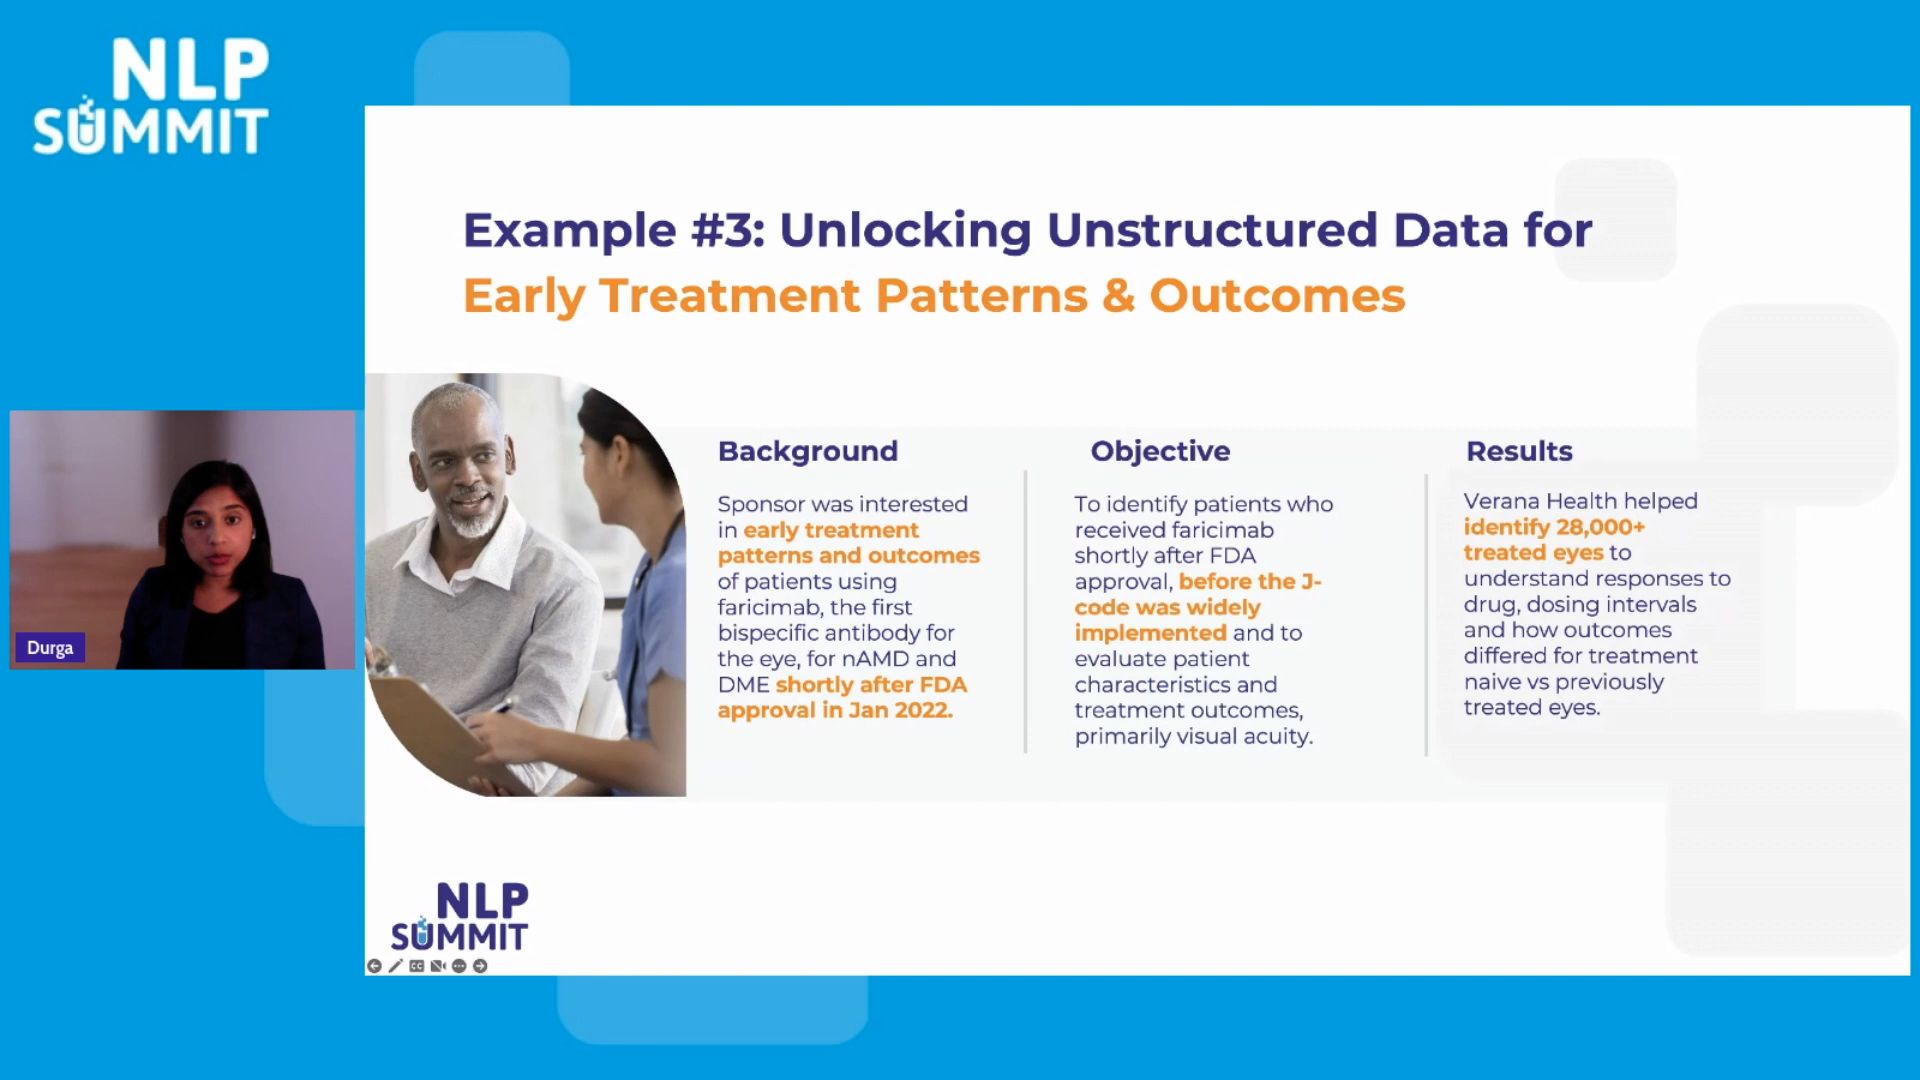 NLP
SUMMIT
Example #3: Unlocking Unstructured Data for
Early Treatment Patterns & Outcomes
Durga
Background
Sponsor was interested
in early treatment
patterns and outcomes
of patients using
faricimab, the first
bispecific antibody for
the eye, for nAMD and
DME shortly after FDA
approval in Jan 2022.
Objective
To identify patients who
received faricimab
shortly after FDA
approval, before the J-
code was widely
implemented and to
evaluate patient
characteristics and
treatment outcomes,
primarily visual acuity.
Results
Verana Health helped
identify 28,000+
treated eyes to
understand responses to
drug, dosing intervals
and how outcomes
differed for treatment
naive vs previously
treated eyes.
NLP
SUMMIT
CC